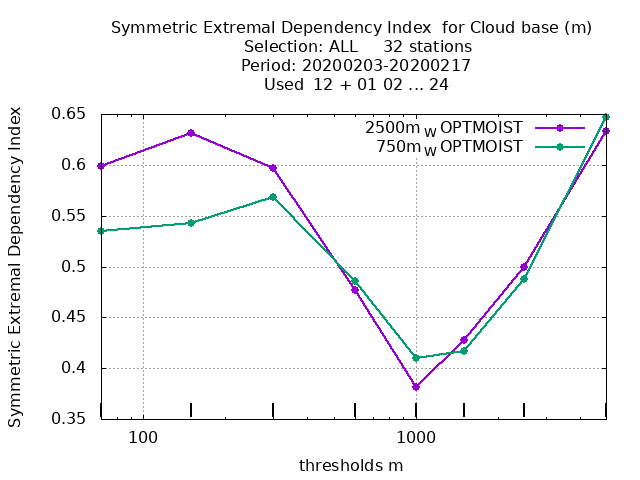 Symmetric Extremal Dependency Index  for Cloud base (m)
Selection: ALL     32 stations
Period: 20200203-20200217
Used  12 + 01 02 ... 24
Symmetric Extremal Dependency Index
0.65
0.6
0.55
0.5
0.45
0.4
0.35
2500m W OPTMOIST
750m W OPTMOIST
100
1000
thresholds m